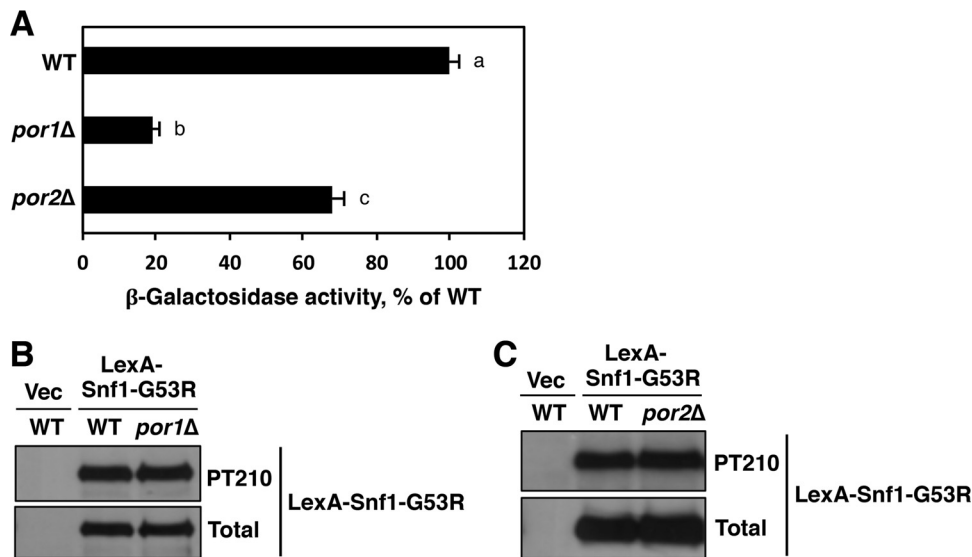 A
WT
a
por1Δ
b
por2Δ
c
0 20 40 60 80 100 120
β-Galactosidase activity, % of WT
B
LexA-
Vec Snf1-G53R
WT WT por1Δ
PT210
LexA-Snf1-G53R
Total
C
LexA-
Vec Snf1-G53R
WT WT por2Δ
PT210
LexA-Snf1-G53R
Total